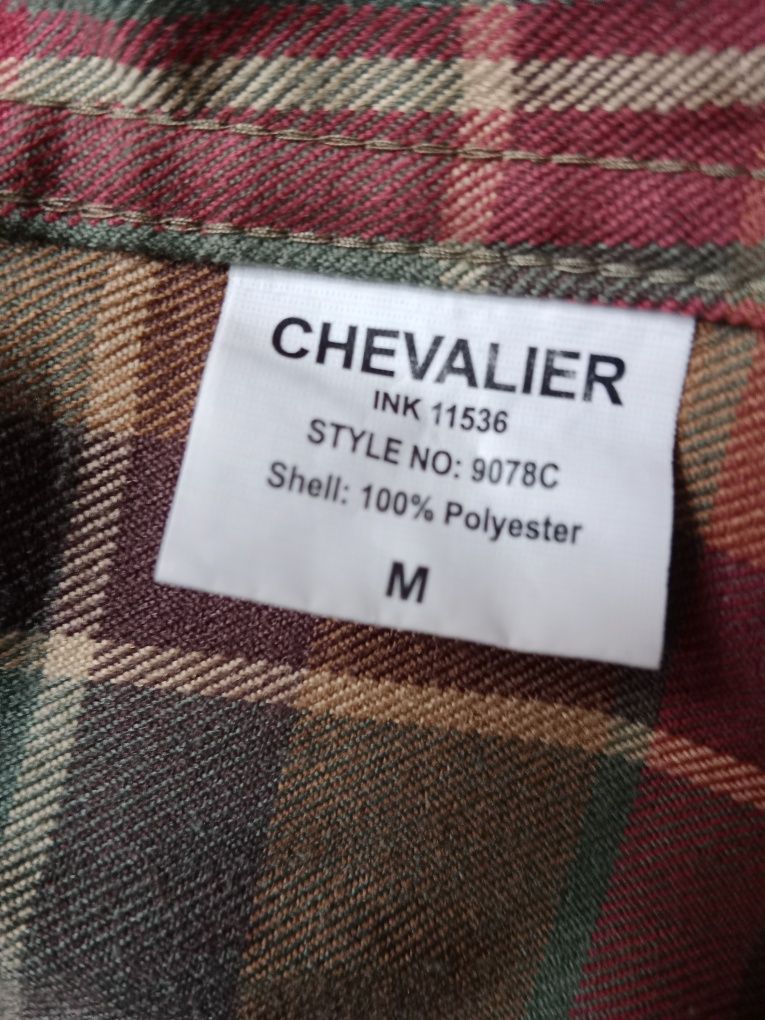 CHEVALIER
INK 11536
STYLE NO: 9078C
Shell: 100% Polyester
M